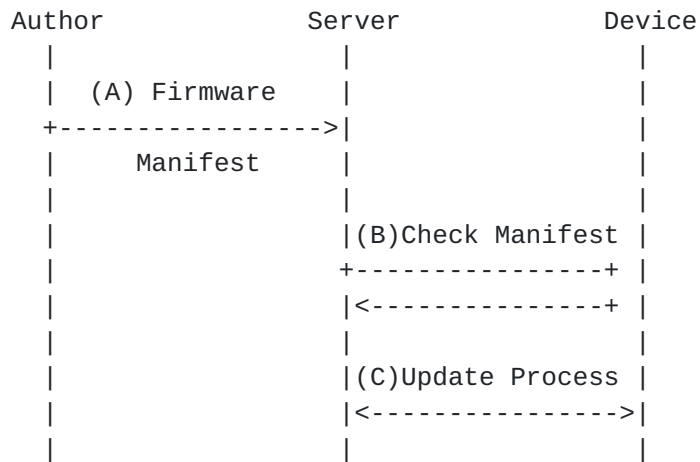 Author Server Device
(A) Firmware
Manifest
(B)Check Manifest
(C)Update Process